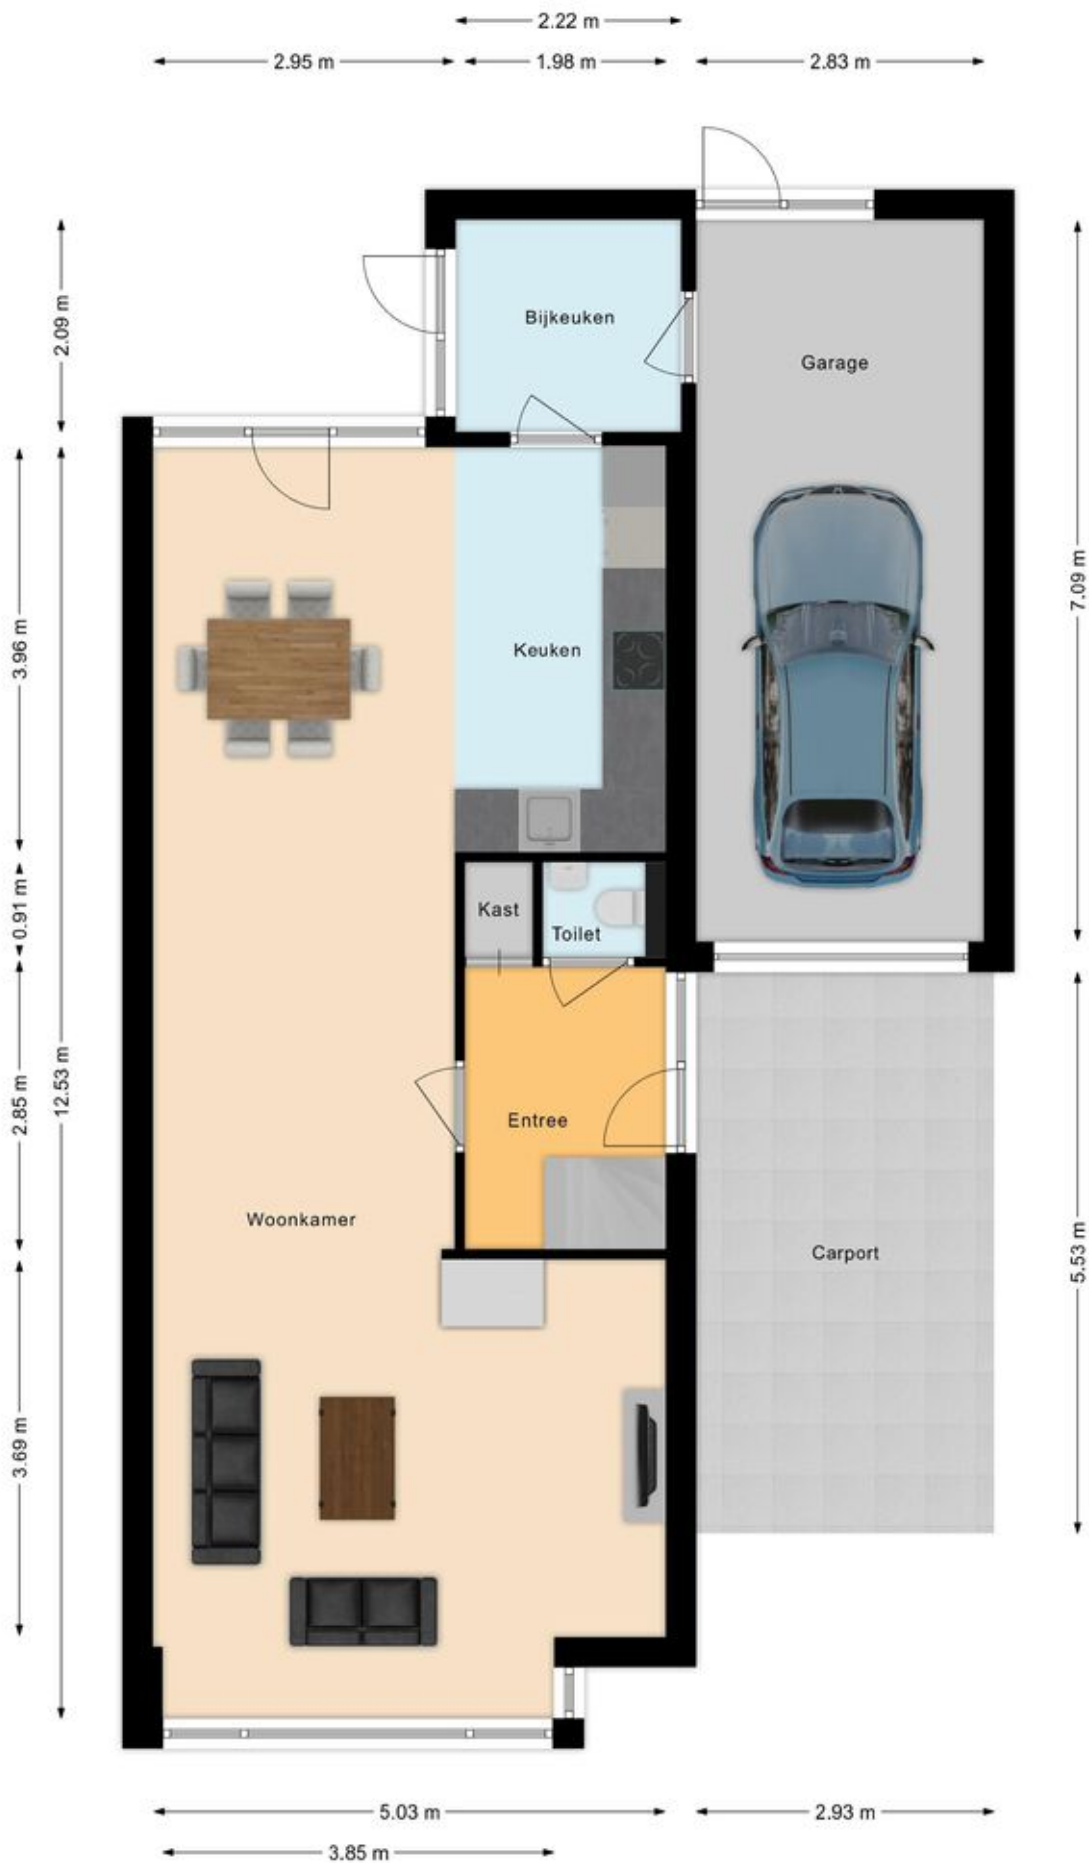 2.22 m
2.95 m
1.98 m
2.83 m
2.09 m
Bijkeuken
Garage
7.09 m
3.96 m
Keuken
0.91 m
Kast
Toilet
12.53 m
2.85 m
Entree
Woonkamer
Carport
5.53 m
3.69 m
5.03 m
2.93 m
3.85 m